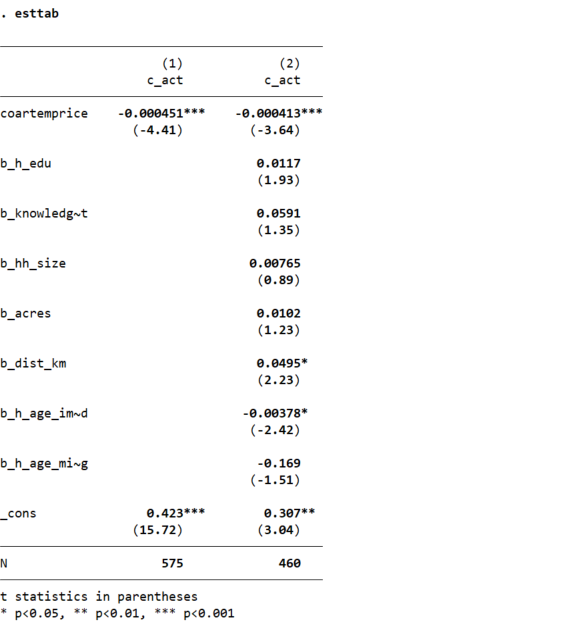 . esttab
(1) (2)
c_act c_act
coartemprice -0.000451*** -0.000413***
(-4.41) (-3.64)
b_h_edu 0.0117
(1.93)
b_knowledg~t 0.0591
(1.35)
b_hh_size 0.00765
(0.89)
b_acres 0.0102
(1.23)
b_dist_km 0.0495*
(2.23)
b_h_age_im~d -0.00378*
(-2.42)
b_h_age_mi~g -0.169
(-1.51)
_cons 0.423*** 0.307**
(15.72) (3.04)
N 575 460
t statistics in parentheses
* p<0.05, ** p<0.01, *** p<0.001